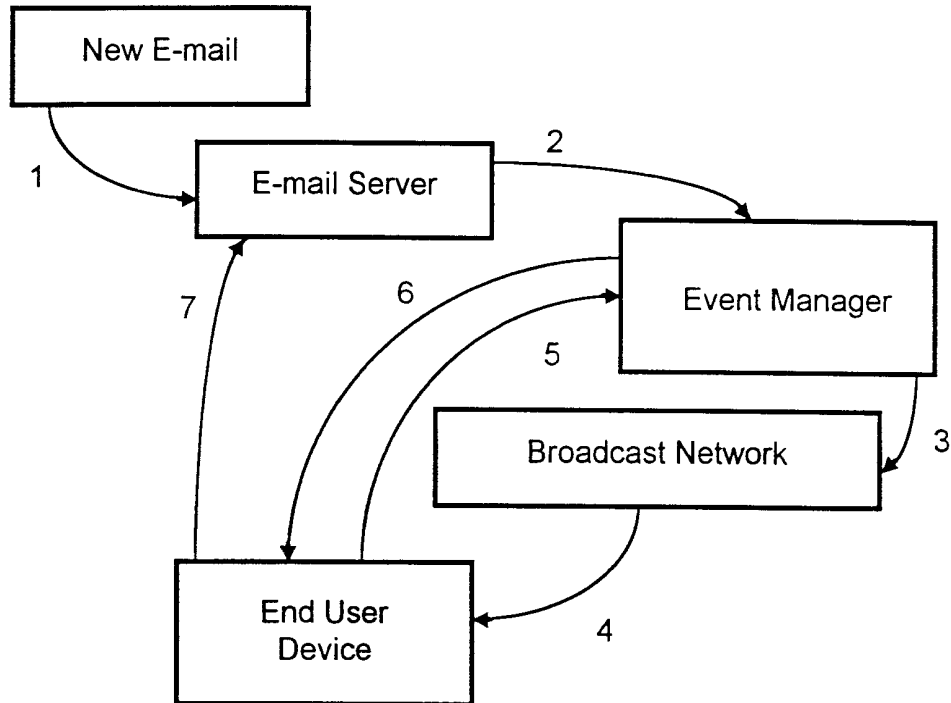 New E-mail
1
E-mail Server
2
Event Manager
7
6
5
3
Broadcast Network
4
End User
Device